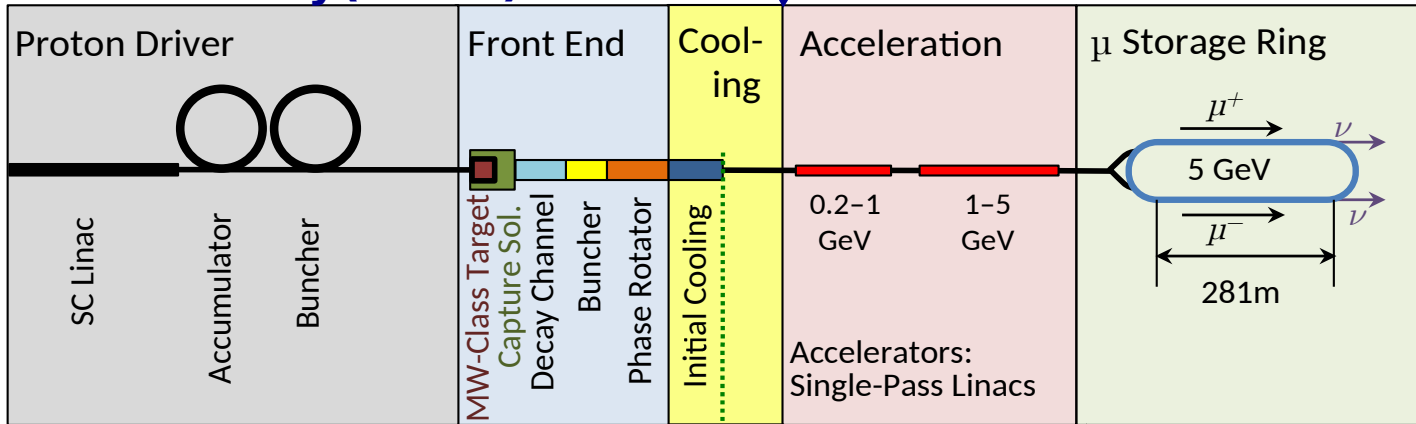 Proton Driver
SC Linac
Accumulator
Buncher
Front End
MW-Class Target
Capture Sol.
Decay Channel
Buncher
Phase Rotator
Cool-
ing
Initial Cooling
Acceleration
0.2–1
GeV
1–5
GeV
Accelerators:
Single-Pass Linacs
μ Storage Ring
μ+
ν
5 GeV
ν
μ−
281m